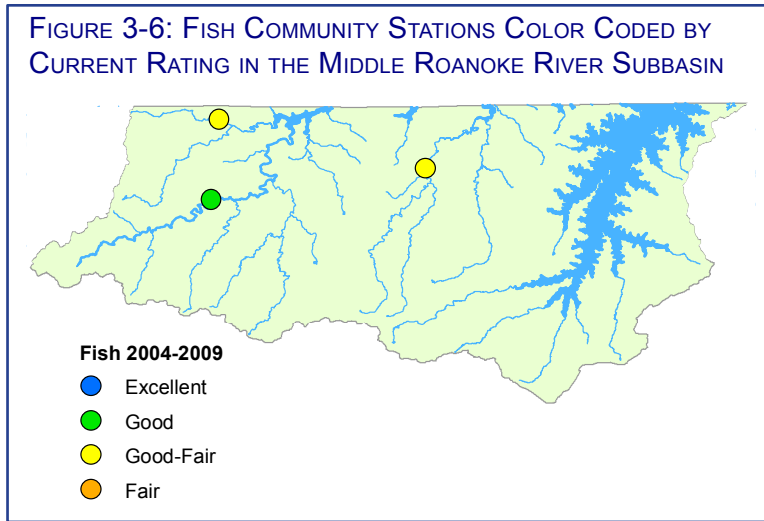 FIGURE 3-6: FISH COMMUNITY STATIONS COLOR CODED BY
CURRENT RATING IN THE MIDDLE ROANOKE RIVER SUBBASIN
Fish 2004-2009
Excellent
Good
Good-Fair
Fair